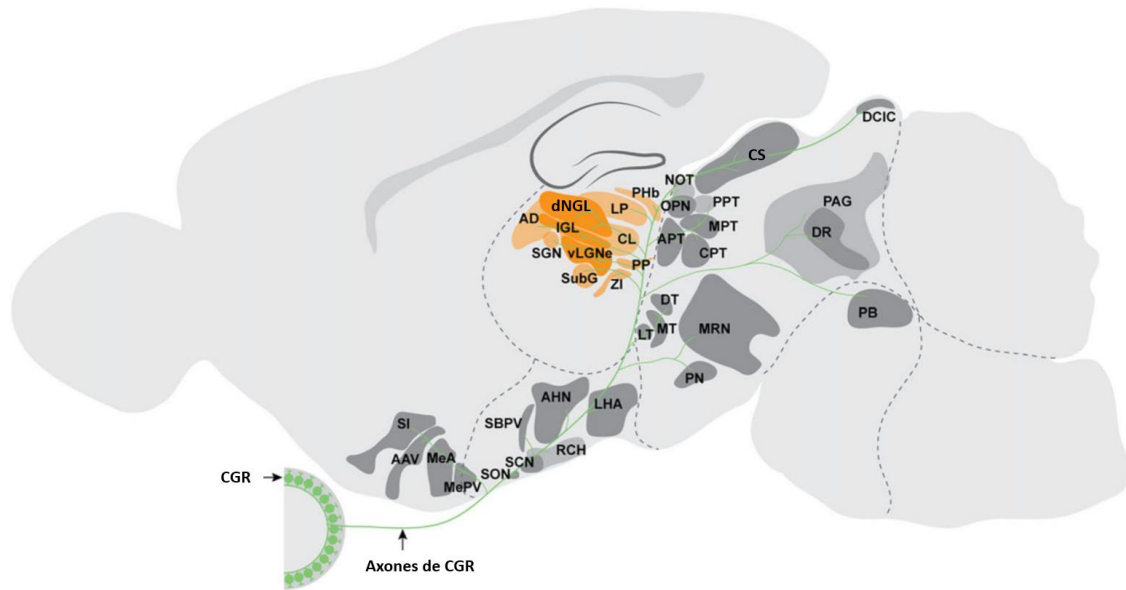 DCIC
CS
NOT
PHb
OPN
PPT
PAG
dNGL
LP
AD
IGL
MPT
DR
CL
APT
SGN
vLGNe
CPT
PP
SubG
ZI
DT
PB
MT
LT
MRN
PN
AHN
LHA
SBPV
SI
RCH
AAV
MeA
SCN
SON
MePV
CGR
Axones de CGR